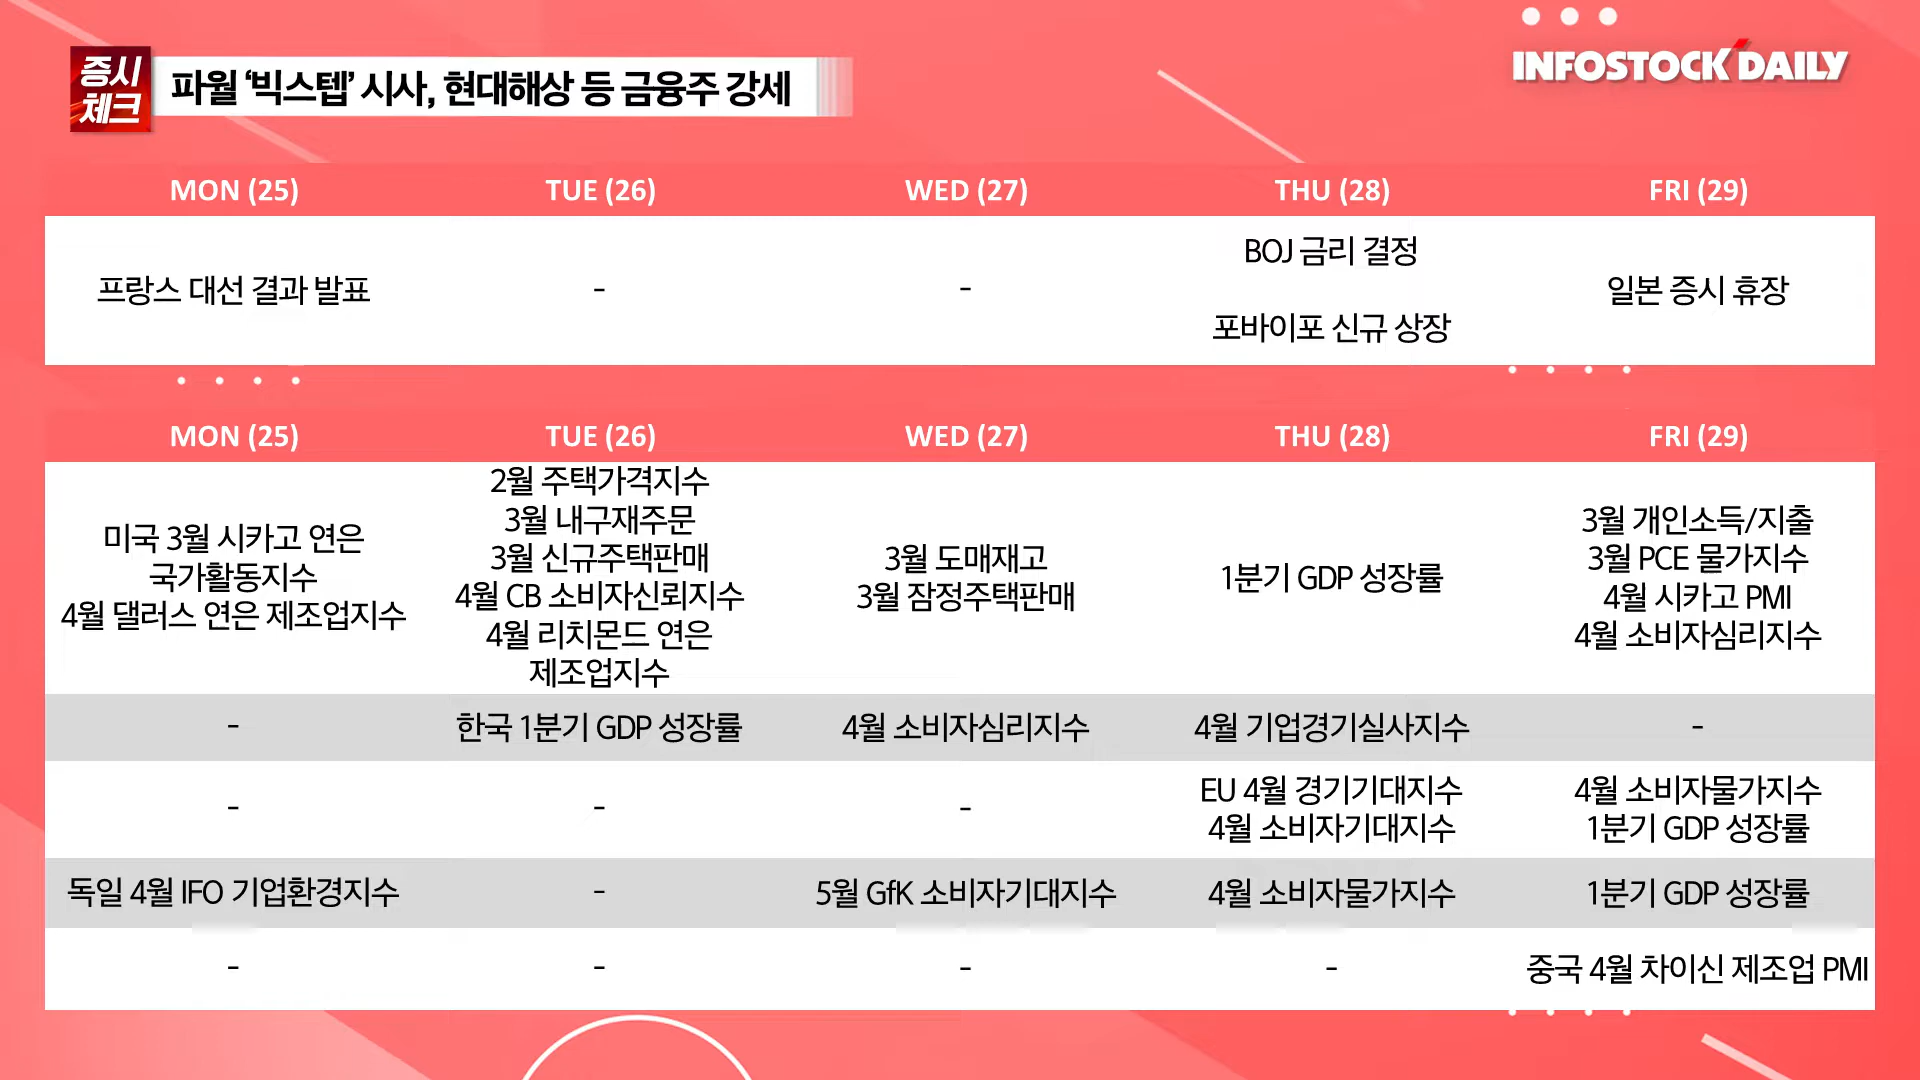 증시
체크
파월 ‘빅스텝’ 시사, 현대해상 등 금융주 강세
INFOSTOCK DAILY
MON (25) TUE (26) WED (27) THU (28) FRI (29)
프랑스 대선 결과 발표
-
-
BOJ 금리 결정
포바이포 신규 상장
일본 증시 휴장
MON (25) TUE (26) WED (27) THU (28) FRI (29)
미국 3월 시카고 연은
국가활동지수
4월 댈러스 연은 제조업지수
2월 주택가격지수
3월 내구재주문
3월 신규주택판매
4월 CB 소비자신뢰지수
4월 리치몬드 연은
제조업지수
3월 도매재고
3월 잠정주택판매
1분기 GDP 성장률
3월 개인소득/지출
3월 PCE 물가지수
4월 시카고 PMI
4월 소비자심리지수
-
한국 1분기 GDP 성장률
4월 소비자심리지수
4월 기업경기실사지수
-
-
-
-
EU 4월 경기기대지수
4월 소비자기대지수
4월 소비자물가지수
1분기 GDP 성장률
독일 4월 IFO 기업환경지수
-
5월 GfK 소비자기대지수
4월 소비자물가지수
1분기 GDP 성장률
-
-
-
-
중국 4월 차이신 제조업 PMI